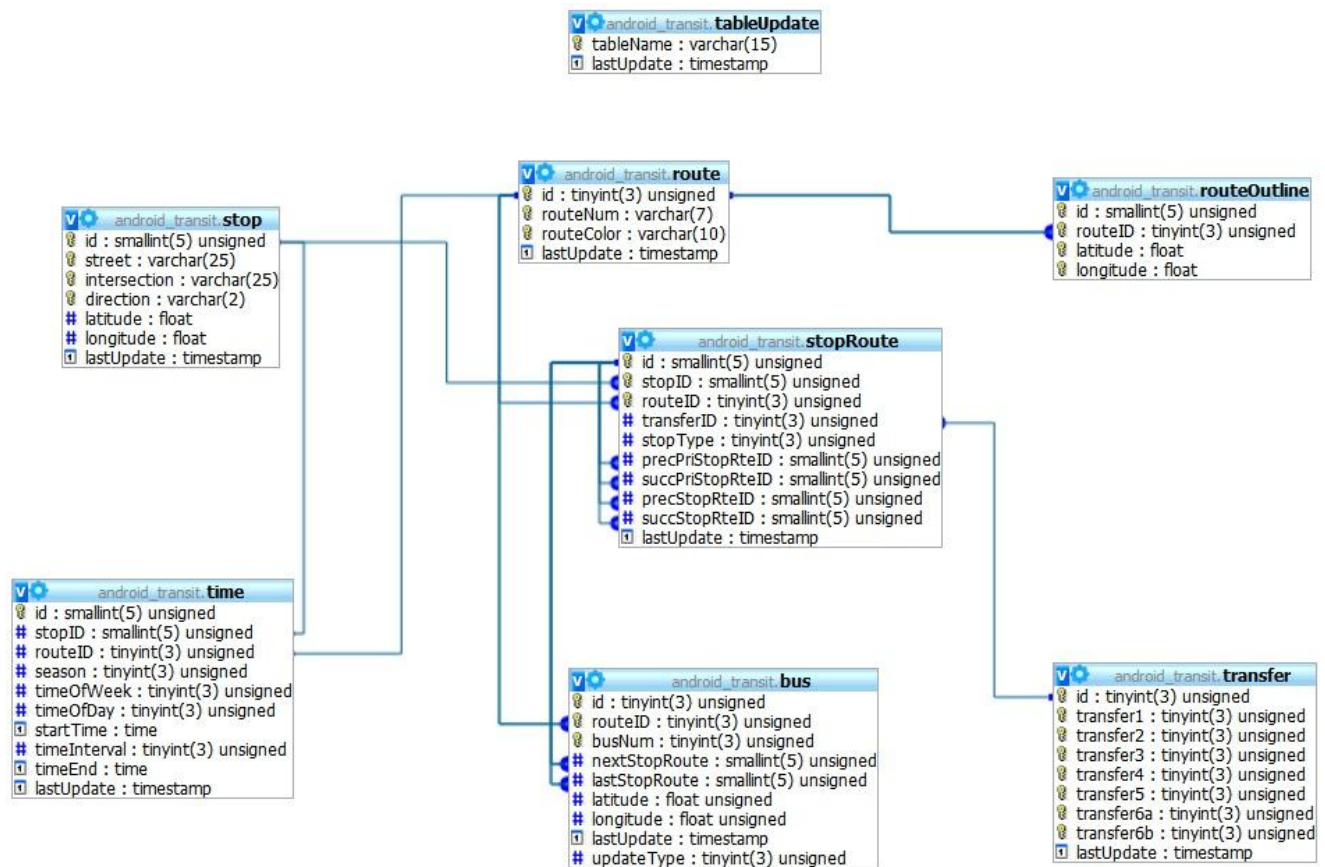 android_transit.tableUpdate
tableName : varchar(15)
lastUpdate : timestamp
android_transit.route
id : tinyint(3) unsigned
routeNum : varchar(7)
routeColor : varchar(10)
lastUpdate : timestamp
android_transit.routeOutline
id : smallint(5) unsigned
routeID : tinyint(3) unsigned
latitude : float
longitude : float
android_transit.stop
id : smallint(5) unsigned
street : varchar(25)
intersection : varchar(25)
direction : varchar(2)
# latitude : float
# longitude : float
lastUpdate : timestamp
android_transit.stopRoute
id : smallint(5) unsigned
stopID : smallint(5) unsigned
routeID : tinyint(3) unsigned
# transferID : tinyint(3) unsigned
# stopType : tinyint(3) unsigned
# precPriStopRteID : smallint(5) unsigned
# succPriStopRteID : smallint(5) unsigned
# precStopRteID : smallint(5) unsigned
# succStopRteID : smallint(5) unsigned
lastUpdate : timestamp
android_transit.time
id : smallint(5) unsigned
# stopID : smallint(5) unsigned
# routeID : tinyint(3) unsigned
# season : tinyint(3) unsigned
# timeOfWeek : tinyint(3) unsigned
# timeOfDay : tinyint(3) unsigned
startTime : time
# timeInterval : tinyint(3) unsigned
timeEnd : time
lastUpdate : timestamp
android_transit.bus
id : tinyint(3) unsigned
routeID : tinyint(3) unsigned
busNum : tinyint(3) unsigned
# nextStopRoute : smallint(5) unsigned
# lastStopRoute : smallint(5) unsigned
# latitude : float unsigned
# longitude : float unsigned
lastUpdate : timestamp
# updateType : tinyint(3) unsigned
android_transit.transfer
id : tinyint(3) unsigned
transfer1 : tinyint(3) unsigned
transfer2 : tinyint(3) unsigned
transfer3 : tinyint(3) unsigned
transfer4 : tinyint(3) unsigned
transfer5 : tinyint(3) unsigned
transfer6a : tinyint(3) unsigned
transfer6b : tinyint(3) unsigned
lastUpdate : timestamp